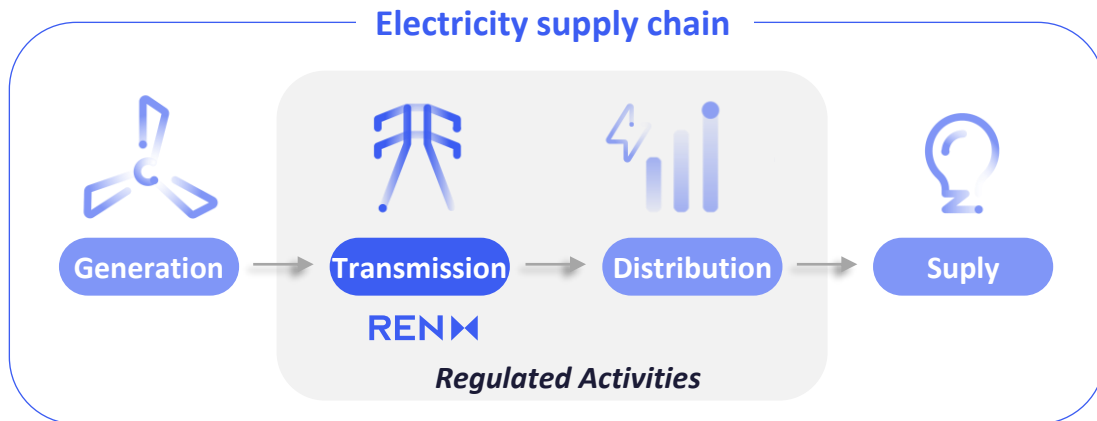 Electricity supply chain
Generation
Transmission
Distribution
Suply
REN
Regulated Activities